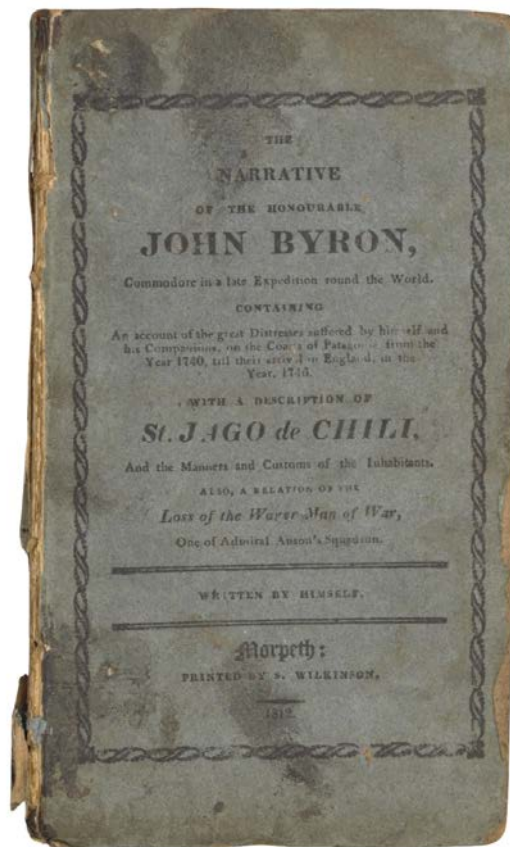 THE
NARRATIVE
OF THE HONOURABLE
JOHN BYRON,
Commodore in a late Expedition round the World.
CONTAINING
An account of the great Distresses suffered by himself and
his Companions, on the Coast of Patagonia from the
Year 1740, till their arrival in England, in the
Year, 1746.
WITH A DESCRIPTION OF
St. JAGO de CHILI,
And the Manners and Customs of the Inhabitants.
ALSO, A RELATION OF THE
Loss of the Wager Man of War,
One of Admiral Anson's Squadron.
WRITTEN BY HIMSELF.
Morpeth:
PRINTED BY S. WILKINSON.
1812.